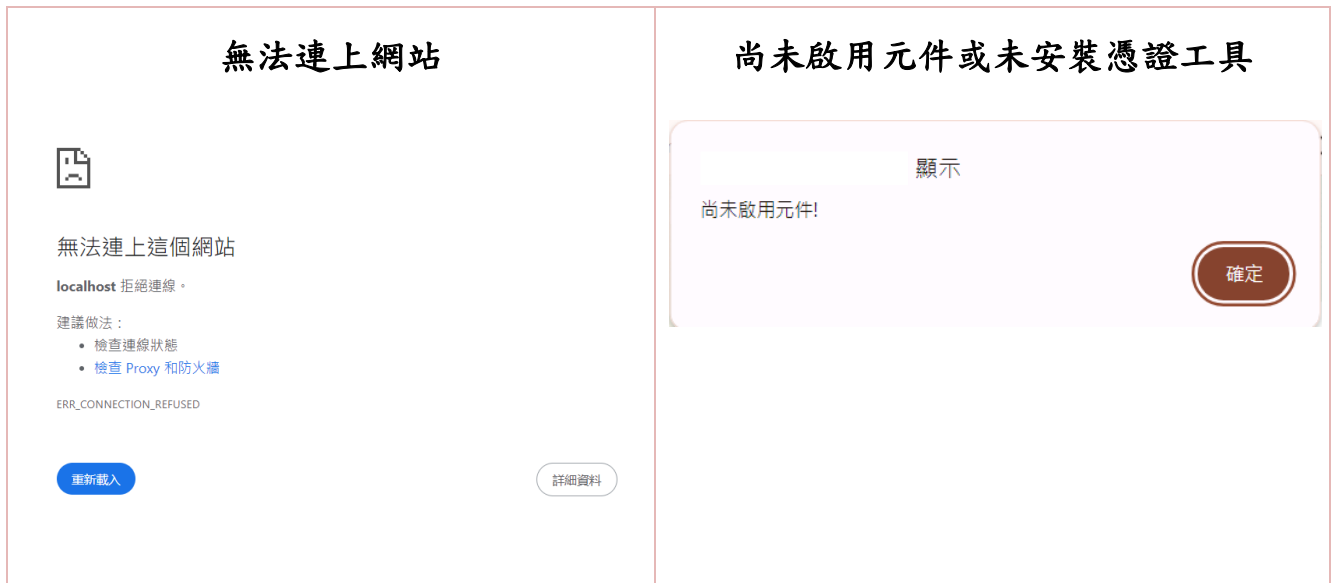 無法連上網站
無法連上這個網站
localhost 拒絕連線。
建議做法：
• 檢查連線狀態
• 檢查 Proxy 和防火牆
ERR_CONNECTION_REFUSED
重新載入
詳細資料
尚未啟用元件或未安裝憑證工具
顯示
尚未啟用元件!
確定